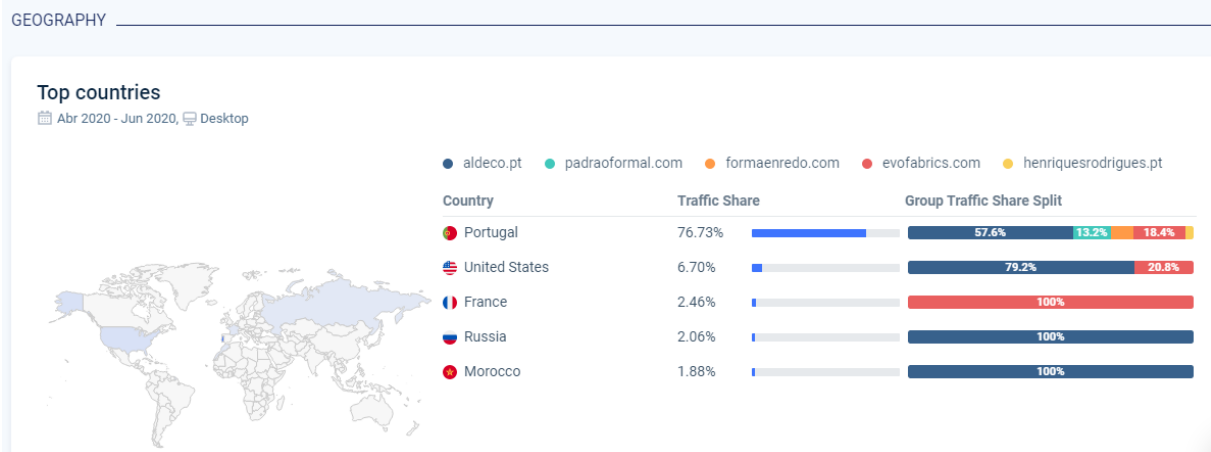 GEOGRAPHY
Top countries
Abr 2020 - Jun 2020, Desktop
aldeco.pt padraoformal.com formaenredo.com evofabrics.com henriquesrodrigues.pt
Country Traffic Share Group Traffic Share Split
Portugal 76.73% 57.6% 13.2% 18.4%
United States 6.70% 79.2% 20.8%
France 2.46% 100%
Russia 2.06% 100%
Morocco 1.88% 100%